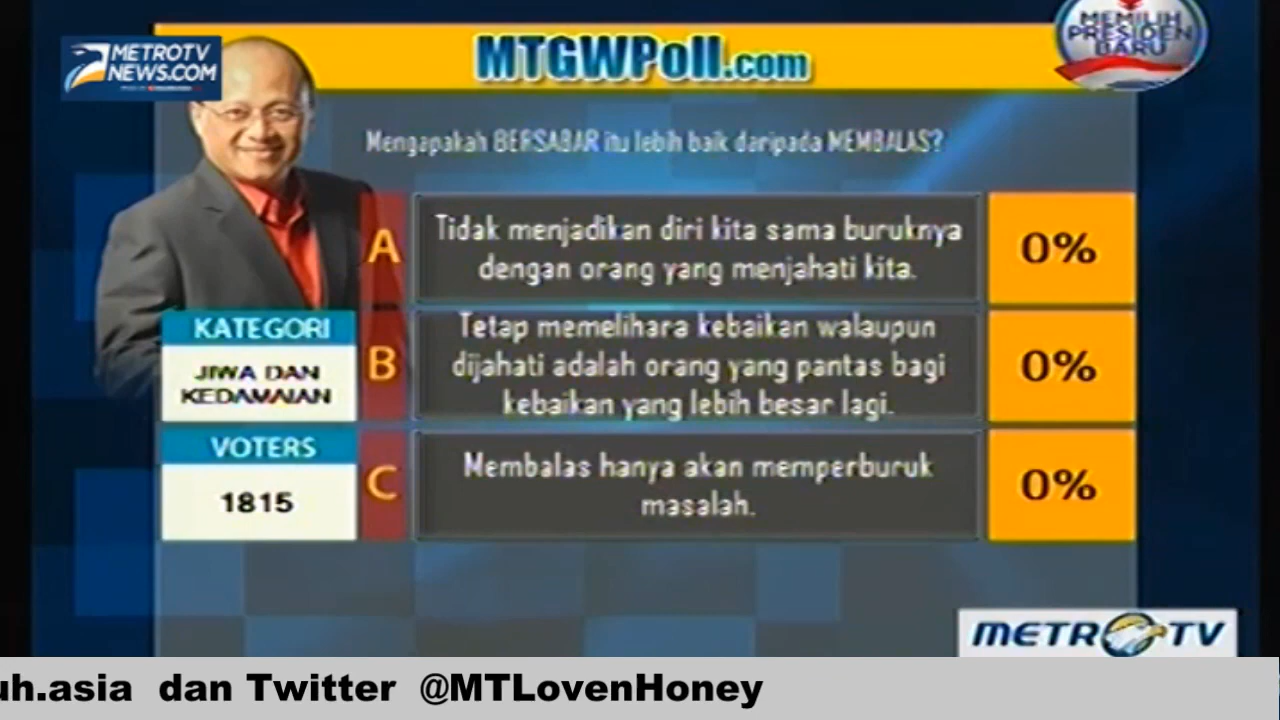 METROTV
NEWS.COM
MTGWPoll.com
MEMILIH
PRESIDEN
BARU
Mengapakah BERSABAR itu lebih baik daripada MEMBALAS?
A
Tidak menjadikan diri kita sama buruknya
dengan orang yang menjahati kita.
0%
KATEGORI
JIWA DAN
KEDAMAIAN
B
Tetap memelihara kebaikan walaupun
dijahati adalah orang yang pantas bagi
kebaikan yang lebih besar lagi.
0%
VOTERS
1815
C
Membalas hanya akan memperburuk
masalah.
0%
METRO TV
uh.asia dan Twitter @MTLovenHoney